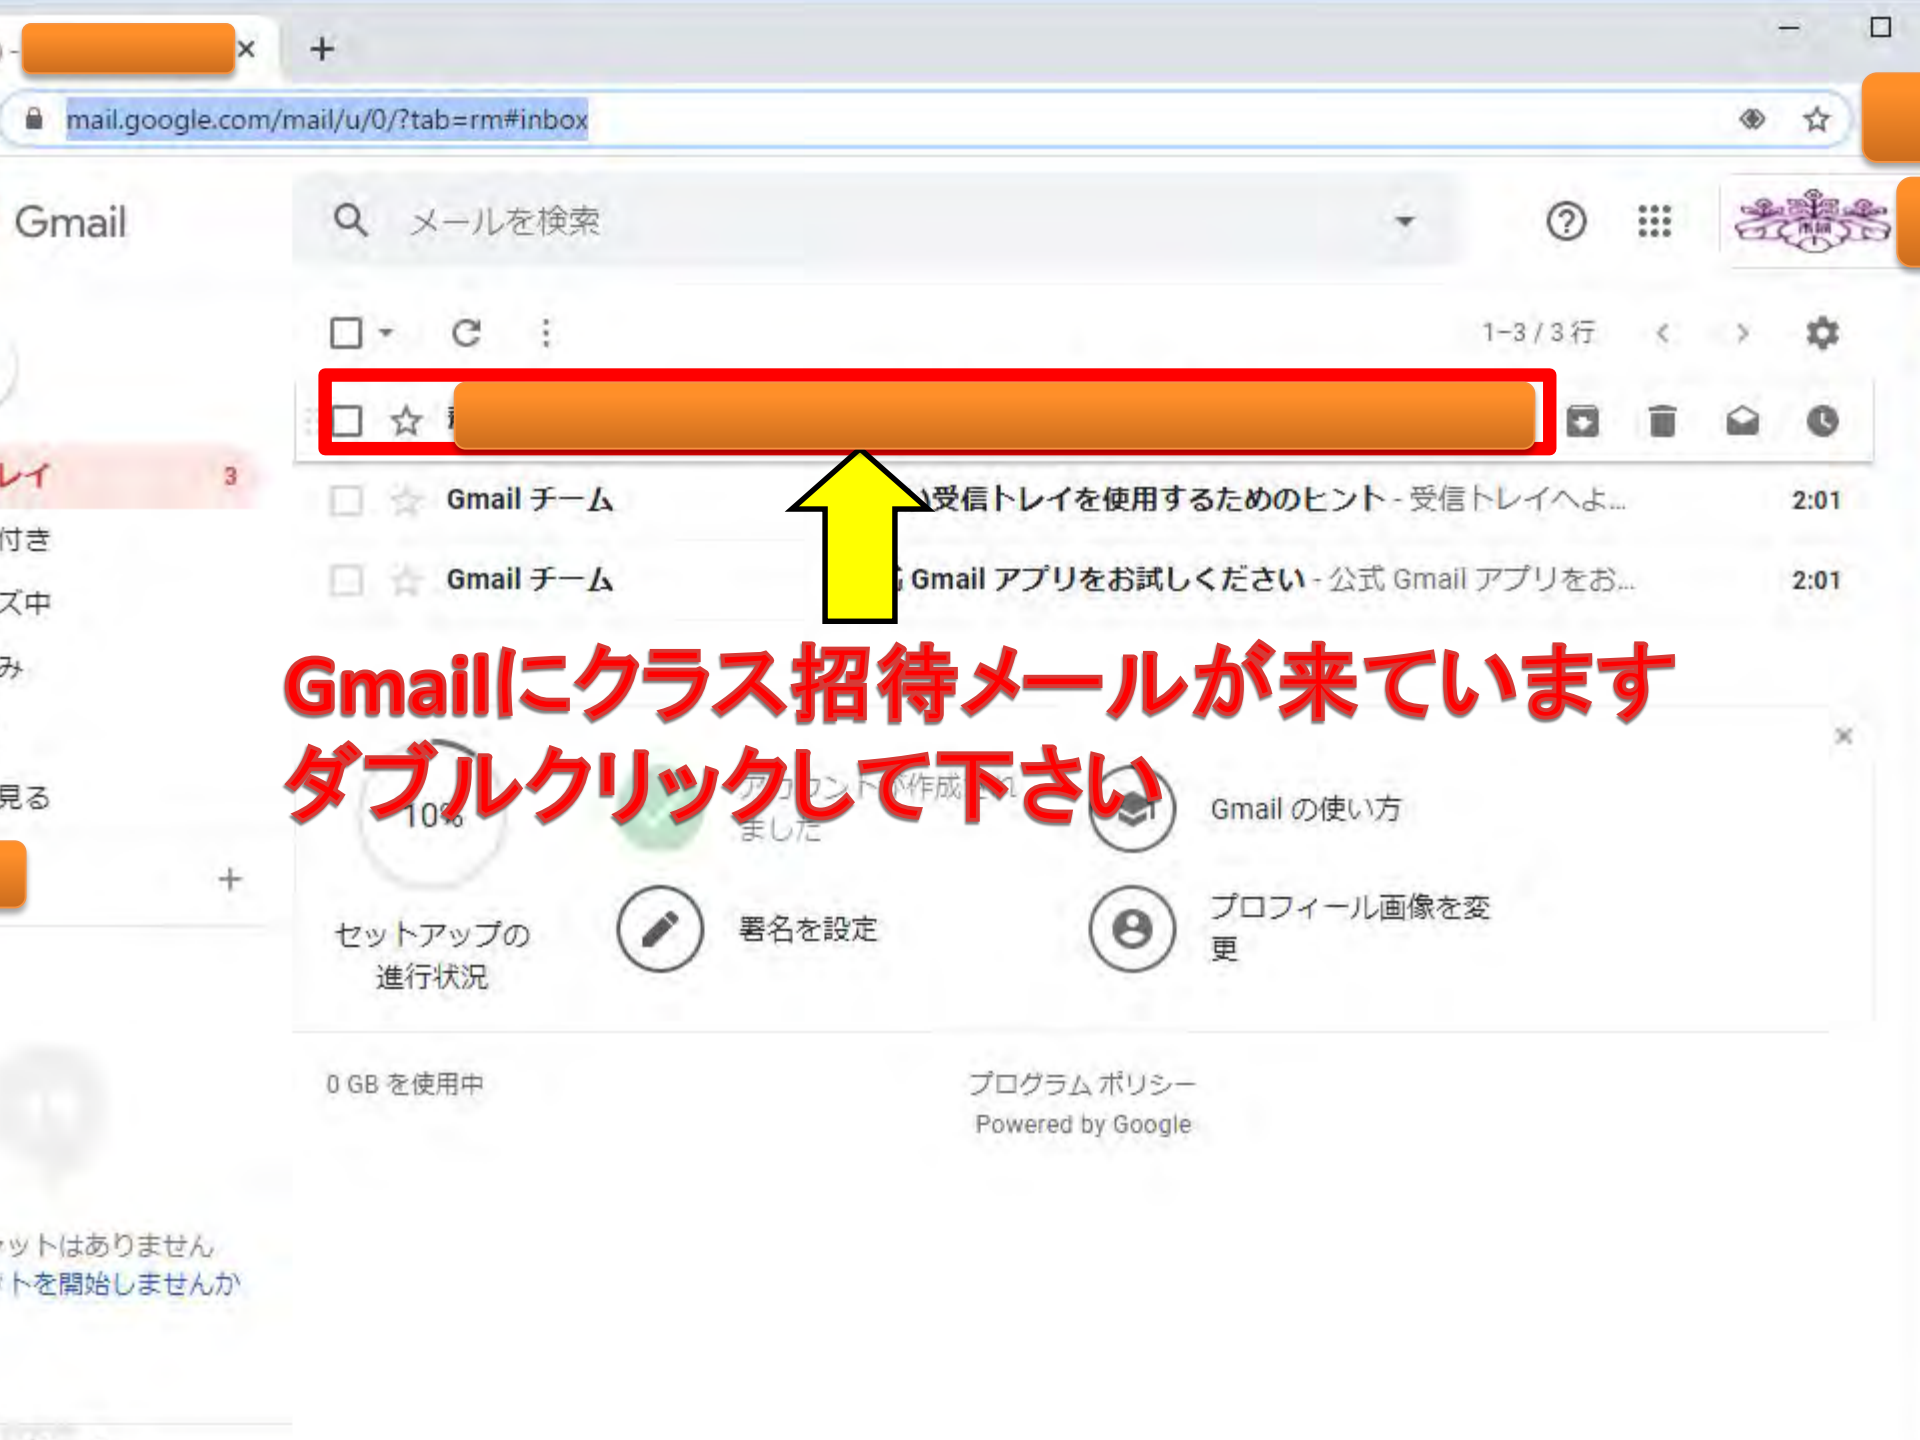 mail.google.com/mail/u/0/?tab=rm#inbox
Gmail
メールを検索
1–3 / 3 行
レイ 3
Gmail チーム 受信トレイを使用するためのヒント - 受信トレイへよ... 2:01
付き
Gmail チーム Gmail アプリをお試しください - 公式 Gmail アプリをお... 2:01
ズ中
み
Gmailにクラス招待メールが来ています
ダブルクリックして下さい
見る
10%
ました
Gmail の使い方
セットアップの
進行状況
署名を設定
プロフィール画像を変
更
0 GB を使用中
プログラム ポリシー
Powered by Google
ットはありません
トを開始しませんか